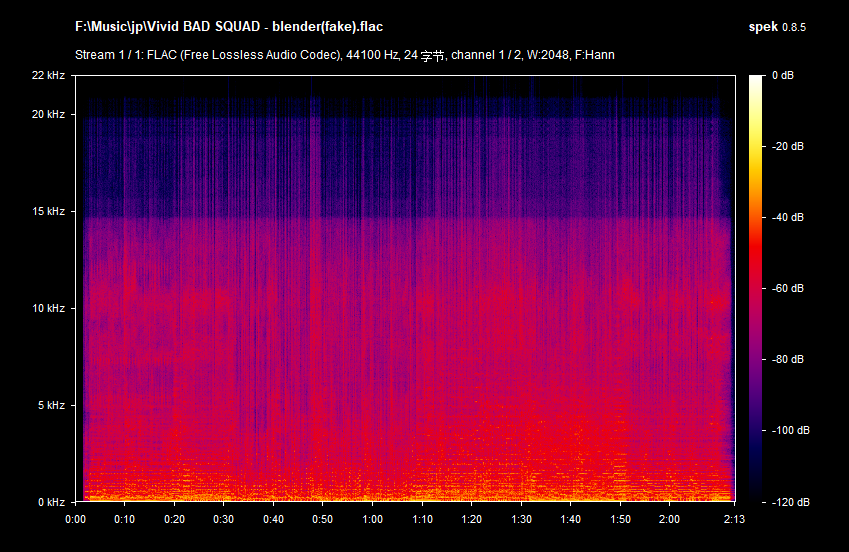 F:\Music\jp\Vivid BAD SQUAD - blender(fake).flac
spek 0.8.5
Stream 1 / 1: FLAC (Free Lossless Audio Codec), 44100 Hz, 24 字节, channel 1 / 2, W:2048, F:Hann
22 kHz
20 kHz
15 kHz
10 kHz
5 kHz
0 kHz
0:00 0:10 0:20 0:30 0:40 0:50 1:00 1:10 1:20 1:30 1:40 1:50 2:00 2:13
0 dB
-20 dB
-40 dB
-60 dB
-80 dB
-100 dB
-120 dB